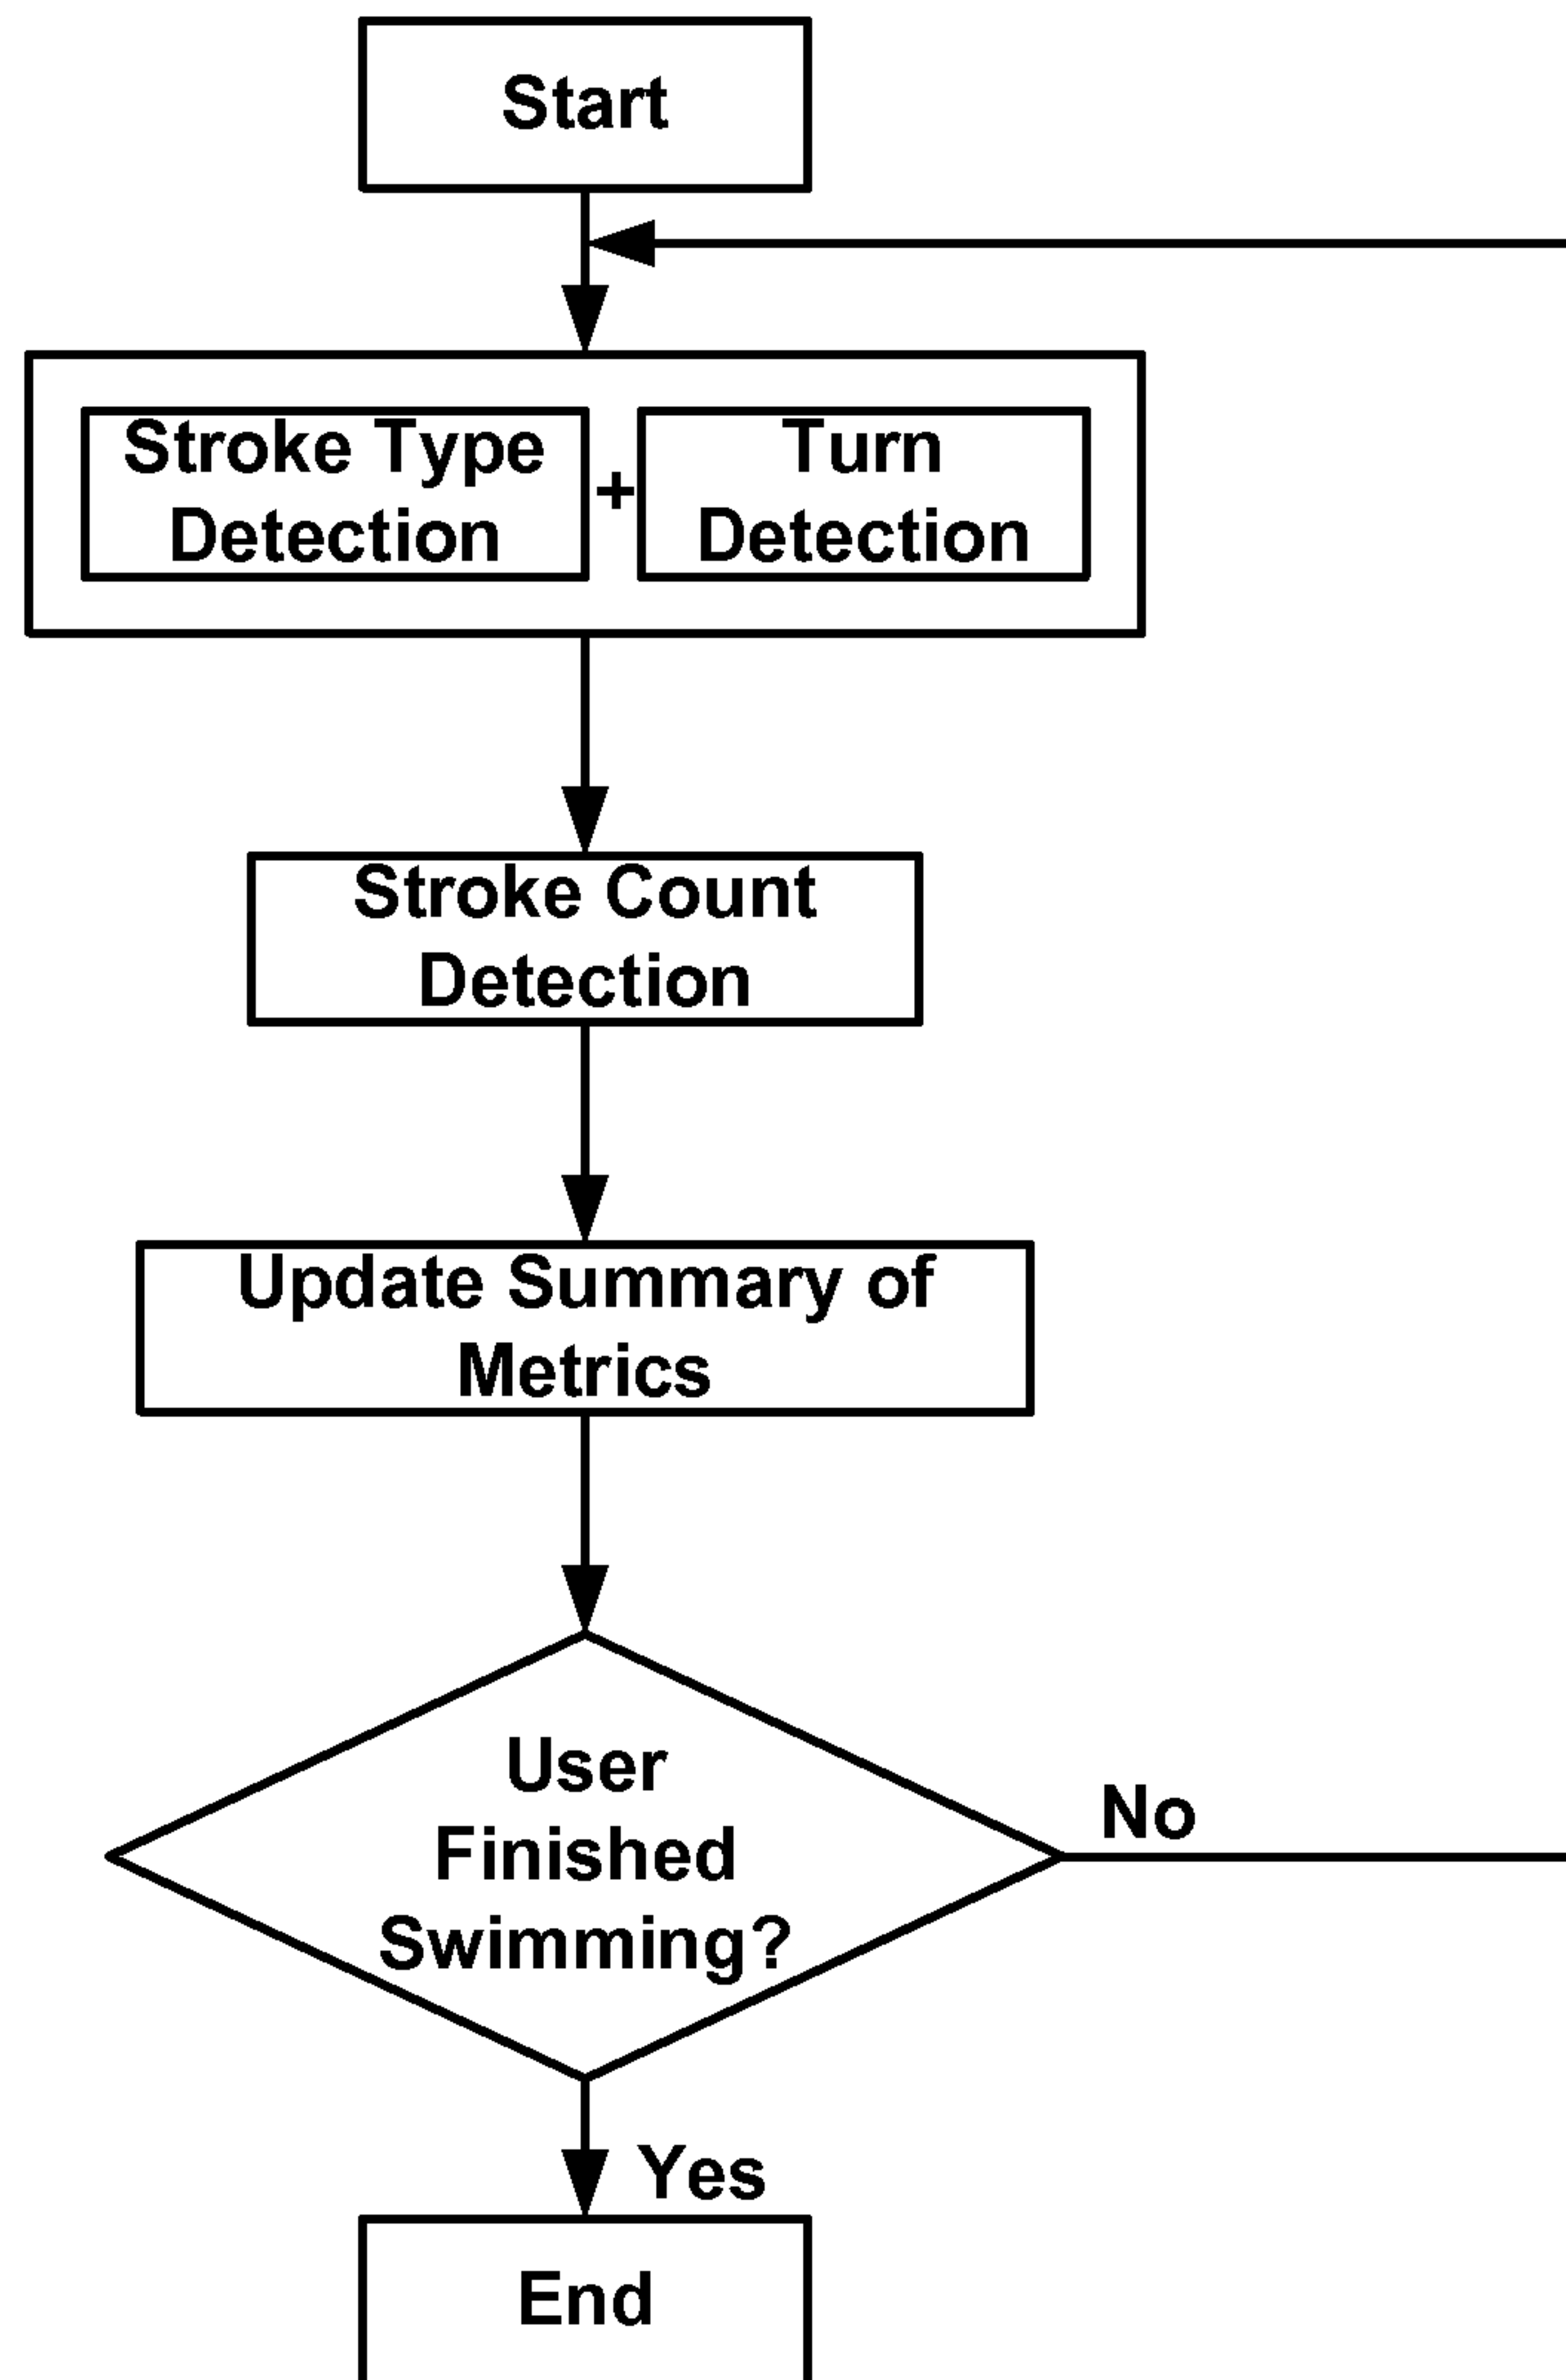 Start
Stroke Type
Detection
+
Turn
Detection
Stroke Count
Detection
Update Summary of
Metrics
User
Finished
Swimming?
No
Yes
End